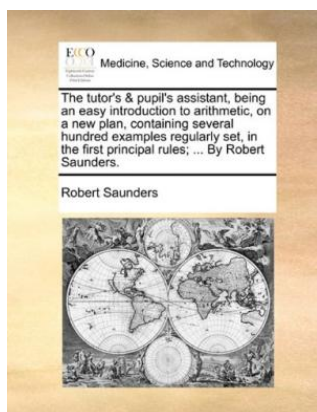 ECCO
Medicine, Science and Technology
The tutor's & pupil's assistant, being
an easy introduction to arithmetic, on
a new plan, containing several
hundred examples regularly set, in
the first principal rules; ... By Robert
Saunders.
Robert Saunders